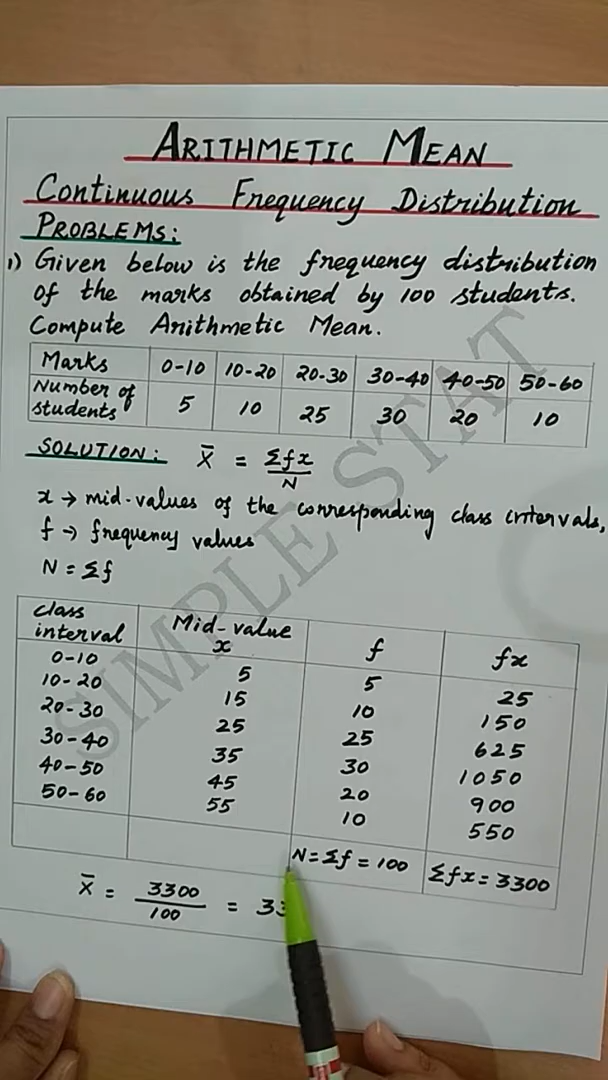 ARITHMETIC MEAN
Continuous Frequency Distribution
PROBLEMS:
1) Given below is the frequency distribution
of the marks obtained by 100 students.
Compute Arithmetic Mean.
Marks 0-10 10-20 20-30 30-40 40-50 50-60
Number of students 5 10 25 30 20 10
SOLUTION: X̄ = Σfx/N
x → mid-values of the corresponding class intervals,
f → frequency values
N = Σf
Class interval Mid-value x f fx
0-10 5 5 25
10-20 15 10 150
20-30 25 25 625
30-40 35 30 1050
40-50 45 20 900
50-60 55 10 550
N = Σf = 100 Σfx = 3300
X̄ = 3300/100 = 33
SIMPLE STAT